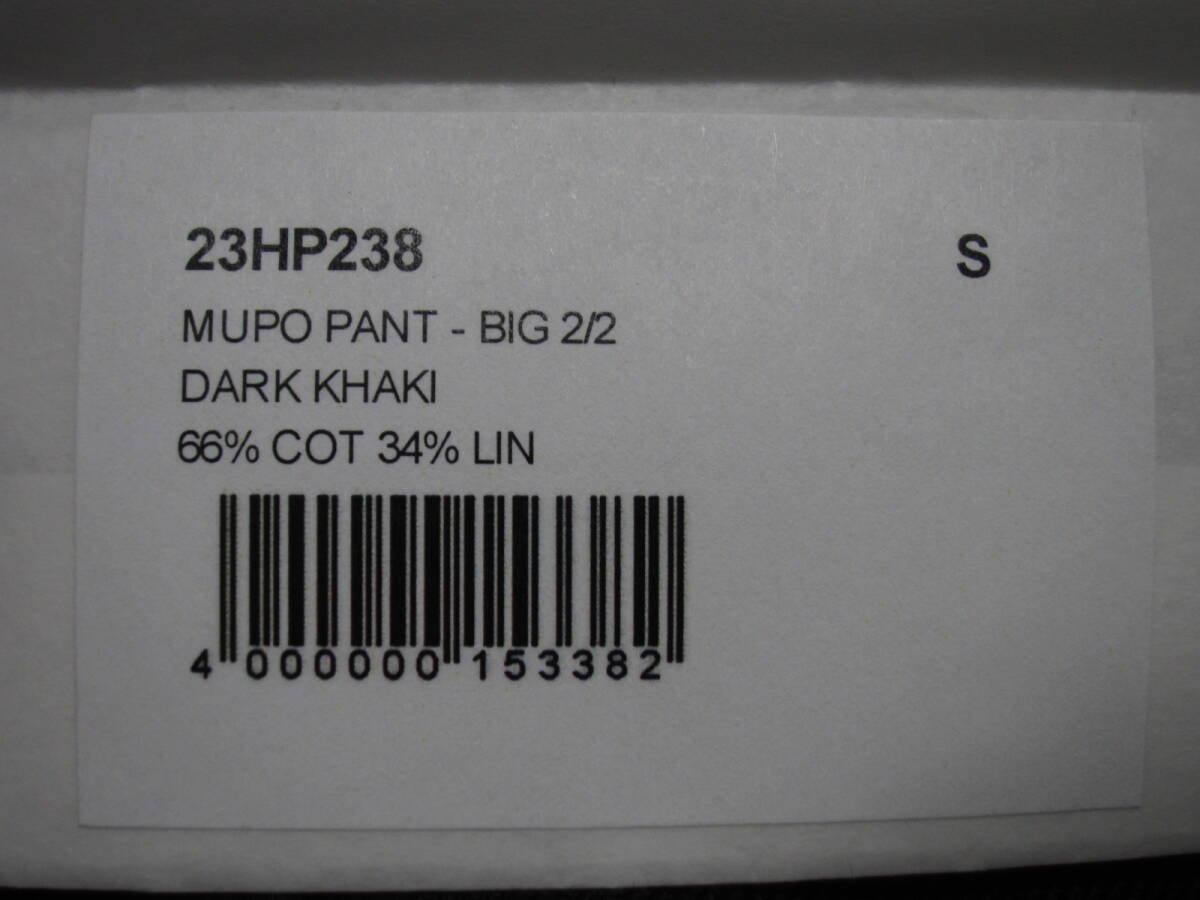 23HP238 S
MUPO PANT - BIG 2/2
DARK KHAKI
66% COT 34% LIN
4 000000 153382